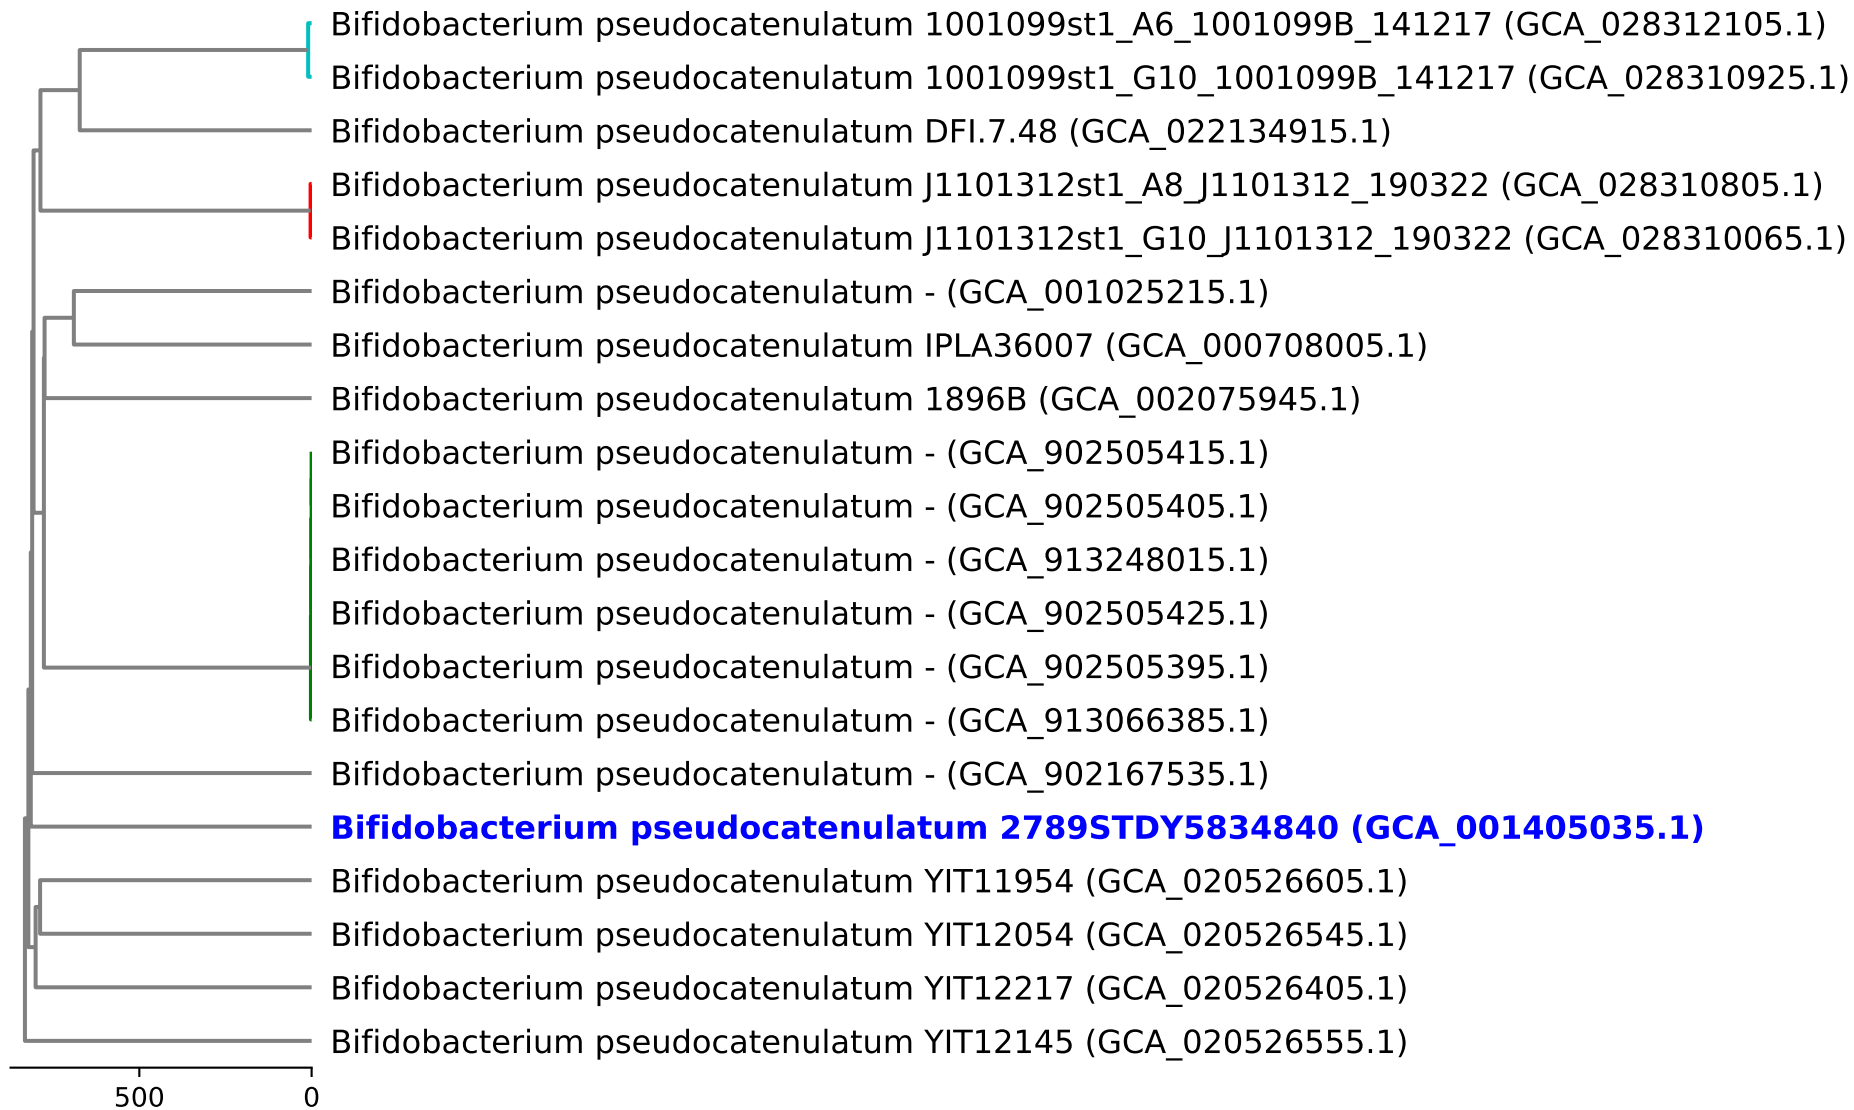 Bifidobacterium pseudocatenulatum 1001099st1_A6_1001099B_141217 (GCA_028312105.1)
Bifidobacterium pseudocatenulatum 1001099st1_G10_1001099B_141217 (GCA_028310925.1)
Bifidobacterium pseudocatenulatum DFI.7.48 (GCA_022134915.1)
Bifidobacterium pseudocatenulatum J1101312st1_A8_J1101312_190322 (GCA_028310805.1)
Bifidobacterium pseudocatenulatum J1101312st1_G10_J1101312_190322 (GCA_028310065.1)
Bifidobacterium pseudocatenulatum - (GCA_001025215.1)
Bifidobacterium pseudocatenulatum IPLA36007 (GCA_000708005.1)
Bifidobacterium pseudocatenulatum 1896B (GCA_002075945.1)
Bifidobacterium pseudocatenulatum - (GCA_902505415.1)
Bifidobacterium pseudocatenulatum - (GCA_902505405.1)
Bifidobacterium pseudocatenulatum - (GCA_913248015.1)
Bifidobacterium pseudocatenulatum - (GCA_902505425.1)
Bifidobacterium pseudocatenulatum - (GCA_902505395.1)
Bifidobacterium pseudocatenulatum - (GCA_913066385.1)
Bifidobacterium pseudocatenulatum - (GCA_902167535.1)
Bifidobacterium pseudocatenulatum 2789STDY5834840 (GCA_001405035.1)
Bifidobacterium pseudocatenulatum YIT11954 (GCA_020526605.1)
Bifidobacterium pseudocatenulatum YIT12054 (GCA_020526545.1)
Bifidobacterium pseudocatenulatum YIT12217 (GCA_020526405.1)
Bifidobacterium pseudocatenulatum YIT12145 (GCA_020526555.1)
500 0